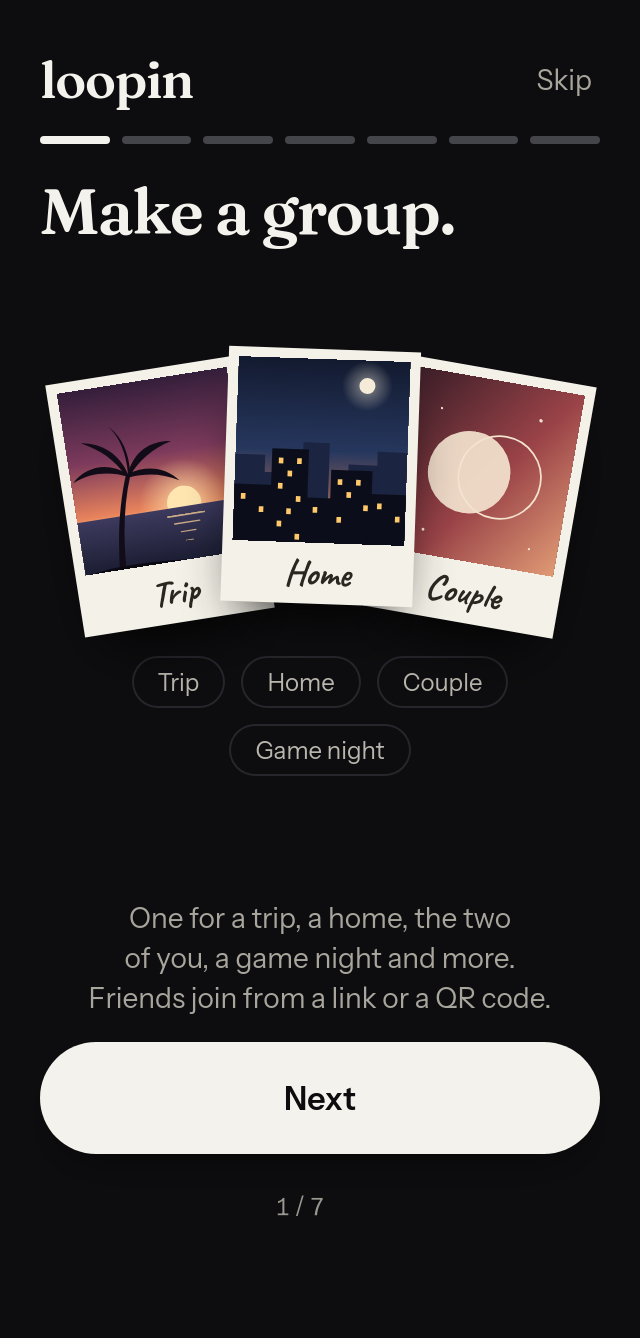 loopin
Skip
Make a group.
Trip
Home
Couple
Trip
Home
Couple
Game night
One for a trip, a home, the two
of you, a game night and more.
Friends join from a link or a QR code.
Next
1 / 7